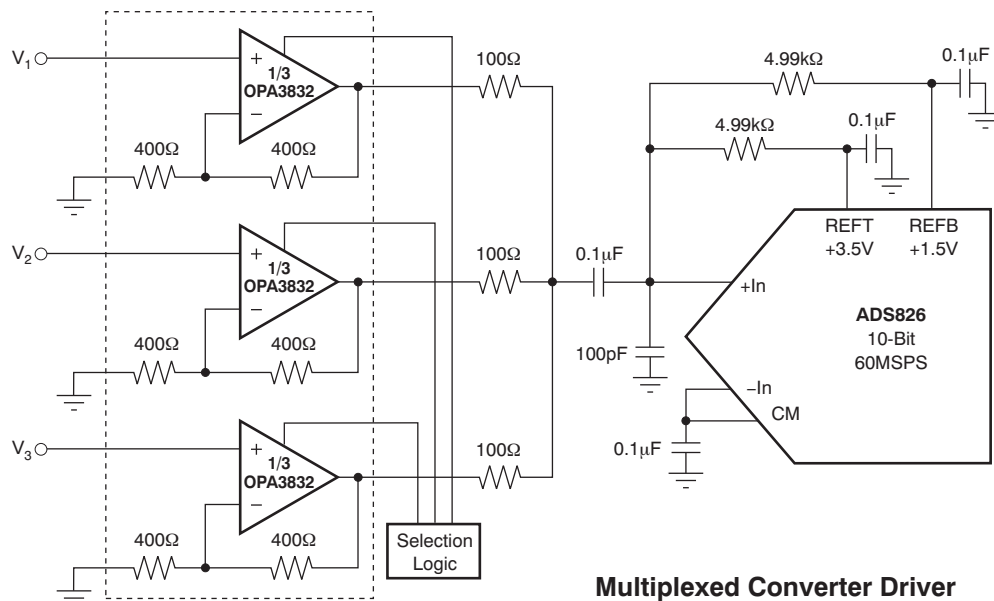 V1
+
1/3
OPA3832
−
400Ω
400Ω
100Ω
V2
+
1/3
OPA3832
−
400Ω
400Ω
100Ω
V3
+
1/3
OPA3832
−
400Ω
400Ω
100Ω
Selection
Logic
0.1μF
100pF
4.99kΩ
0.1μF
4.99kΩ
0.1μF
REFT
+3.5V
REFB
+1.5V
+In
ADS826
10-Bit
60MSPS
−In
CM
0.1μF
Multiplexed Converter Driver